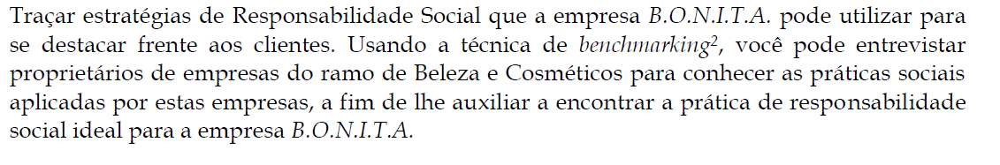 Traçar estratégias de Responsabilidade Social que a empresa B.O.N.I.T.A. pode utilizar para
se destacar frente aos clientes. Usando a técnica de benchmarking², você pode entrevistar
proprietários de empresas do ramo de Beleza e Cosméticos para conhecer as práticas sociais
aplicadas por estas empresas, a fim de lhe auxiliar a encontrar a prática de responsabilidade
social ideal para a empresa B.O.N.I.T.A.